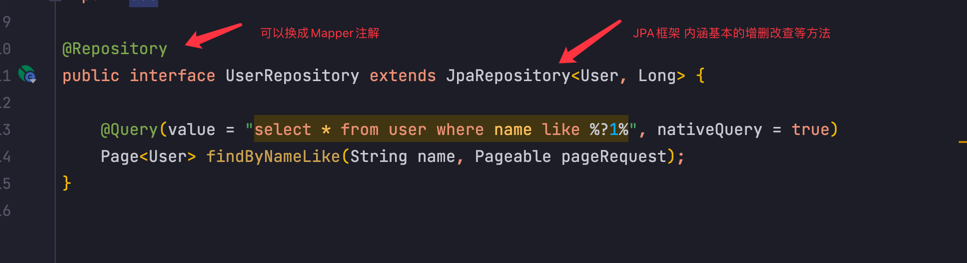 9
可以换成Mapper注解
JPA框架 内涵基本的增删改查等方法
10 @Repository
11 public interface UserRepository extends JpaRepository<User, Long> {
12
13 @Query(value = "select * from user where name like %?1%", nativeQuery = true)
14 Page<User> findByNameLike(String name, Pageable pageRequest);
15 }
16